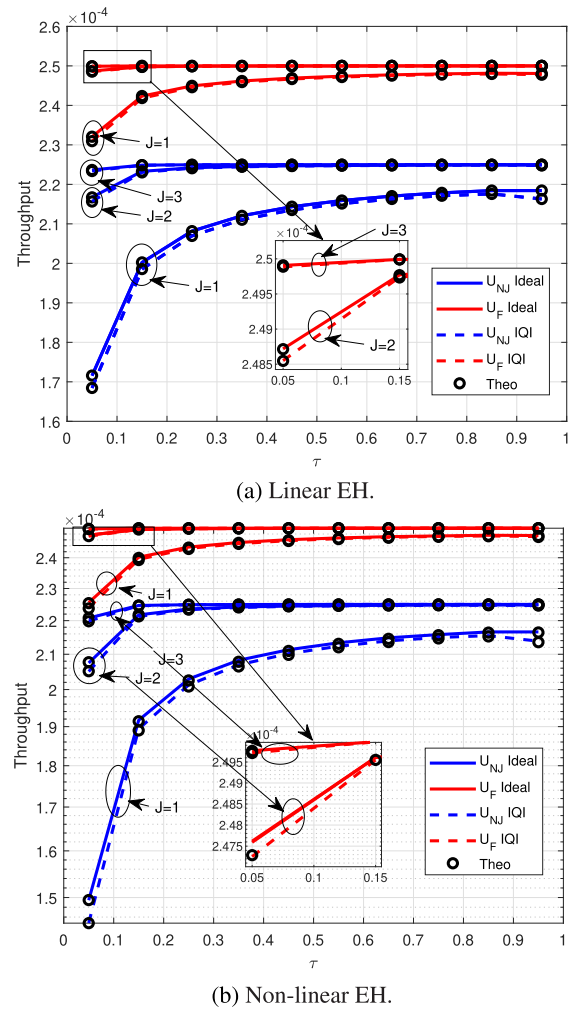 ×10⁻⁴
2.6
2.5
2.4
2.3
2.2
2.1
2
1.9
1.8
1.7
1.6
Throughput
J=1
J=3
J=2
J=1
×10⁻⁴
2.5
2.495
2.49
2.485
0.05 0.1 0.15
J=3
J=2
U_NJ Ideal
U_F Ideal
U_NJ IQI
U_F IQI
Theo
0 0.1 0.2 0.3 0.4 0.5 0.6 0.7 0.8 0.9 1
τ
(a) Linear EH.
×10⁻⁴
2.4
2.3
2.2
2.1
2
1.9
1.8
1.7
1.6
1.5
Throughput
J=1
J=3
J=2
J=1
10⁻⁴
2.495
2.49
2.485
2.48
2.475
0.05 0.1 0.15
U_NJ Ideal
U_F Ideal
U_NJ IQI
U_F IQI
Theo
0 0.1 0.2 0.3 0.4 0.5 0.6 0.7 0.8 0.9 1
τ
(b) Non-linear EH.